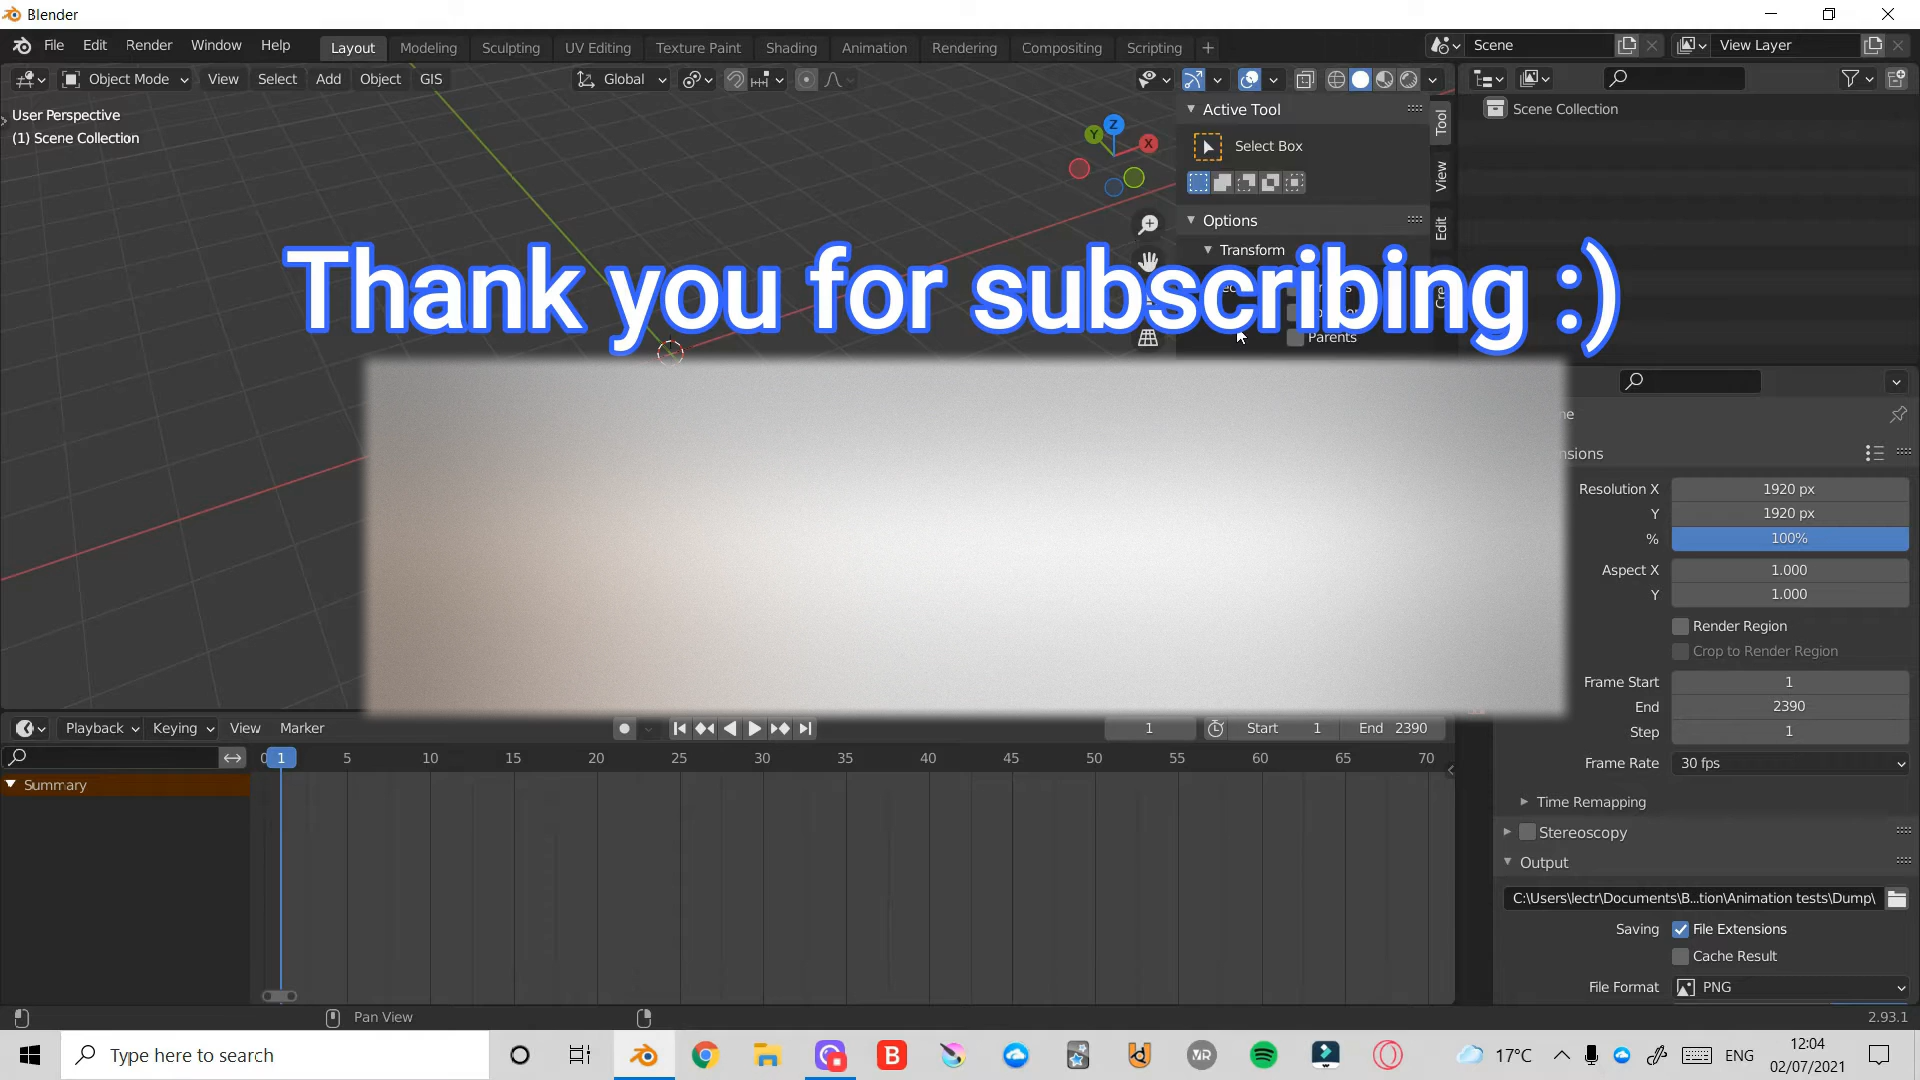 Blender
File Edit Render Window Help Layout Modeling Sculpting UV Editing Texture Paint Shading Animation Rendering Compositing Scripting + Scene View Layer
Object Mode View Select Add Object GIS Global
User Perspective
(1) Scene Collection
Z
Y
X
Active Tool
Select Box
Options
Transform
Parents
Tool
View
Edit
Scene Collection
Thank you for subscribing :)
Resolution X 1920 px
Y 1920 px
% 100%
Aspect X 1.000
Y 1.000
Render Region
Crop to Render Region
Frame Start 1
End 2390
Step 1
Frame Rate 30 fps
Time Remapping
Stereoscopy
Output
C:\Users\lectr\Documents\B...tion\Animation tests\Dump\
Saving File Extensions
Cache Result
File Format PNG
Playback Keying View Marker 1 Start 1 End 2390
0 1 5 10 15 20 25 30 35 40 45 50 55 60 65 70
Summary
Pan View
2.93.1
Type here to search
17°C ENG 12:04
02/07/2021